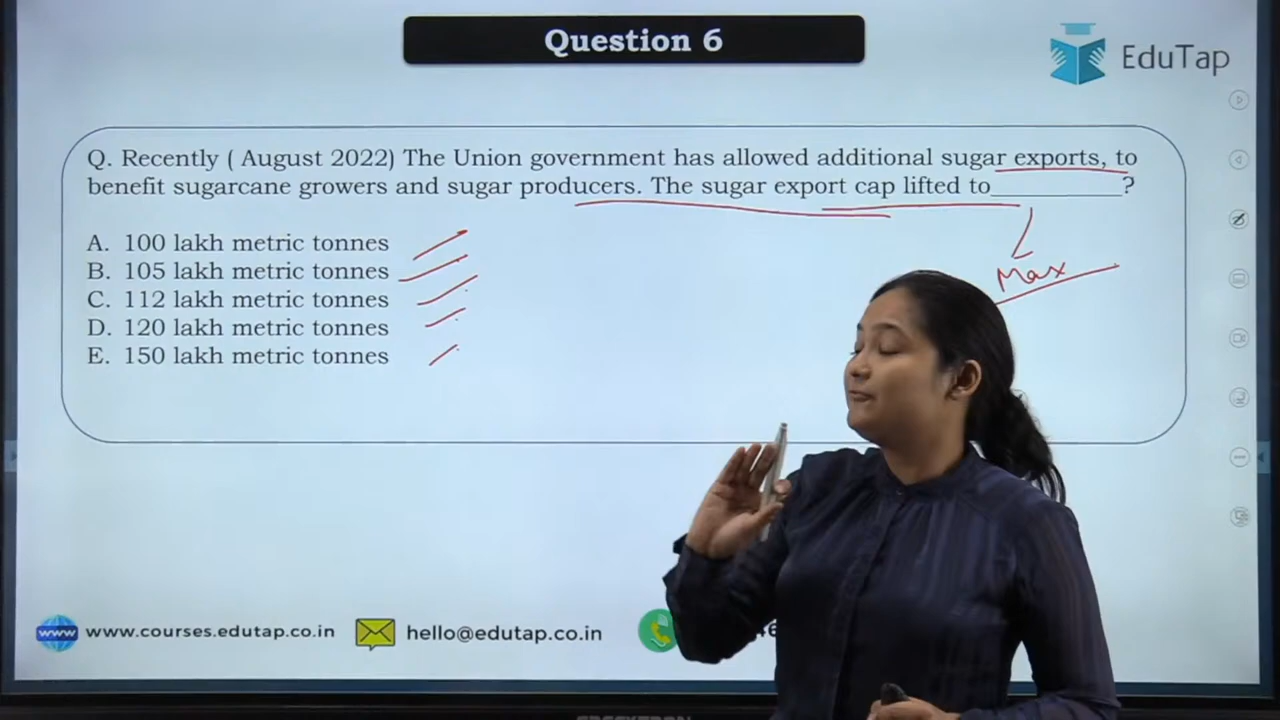 Question 6
EduTap
Q. Recently ( August 2022) The Union government has allowed additional sugar exports, to
benefit sugarcane growers and sugar producers. The sugar export cap lifted to__________?
A. 100 lakh metric tonnes
B. 105 lakh metric tonnes
C. 112 lakh metric tonnes
D. 120 lakh metric tonnes
E. 150 lakh metric tonnes
Max
www www.courses.edutap.co.in hello@edutap.co.in